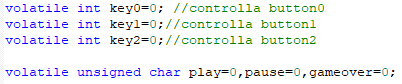 volatile int key0=0; //controlla button0
volatile int key1=0;//controlla button1
volatile int key2=0;//controlla button2
volatile unsigned char play=0,pause=0,gameover=0;